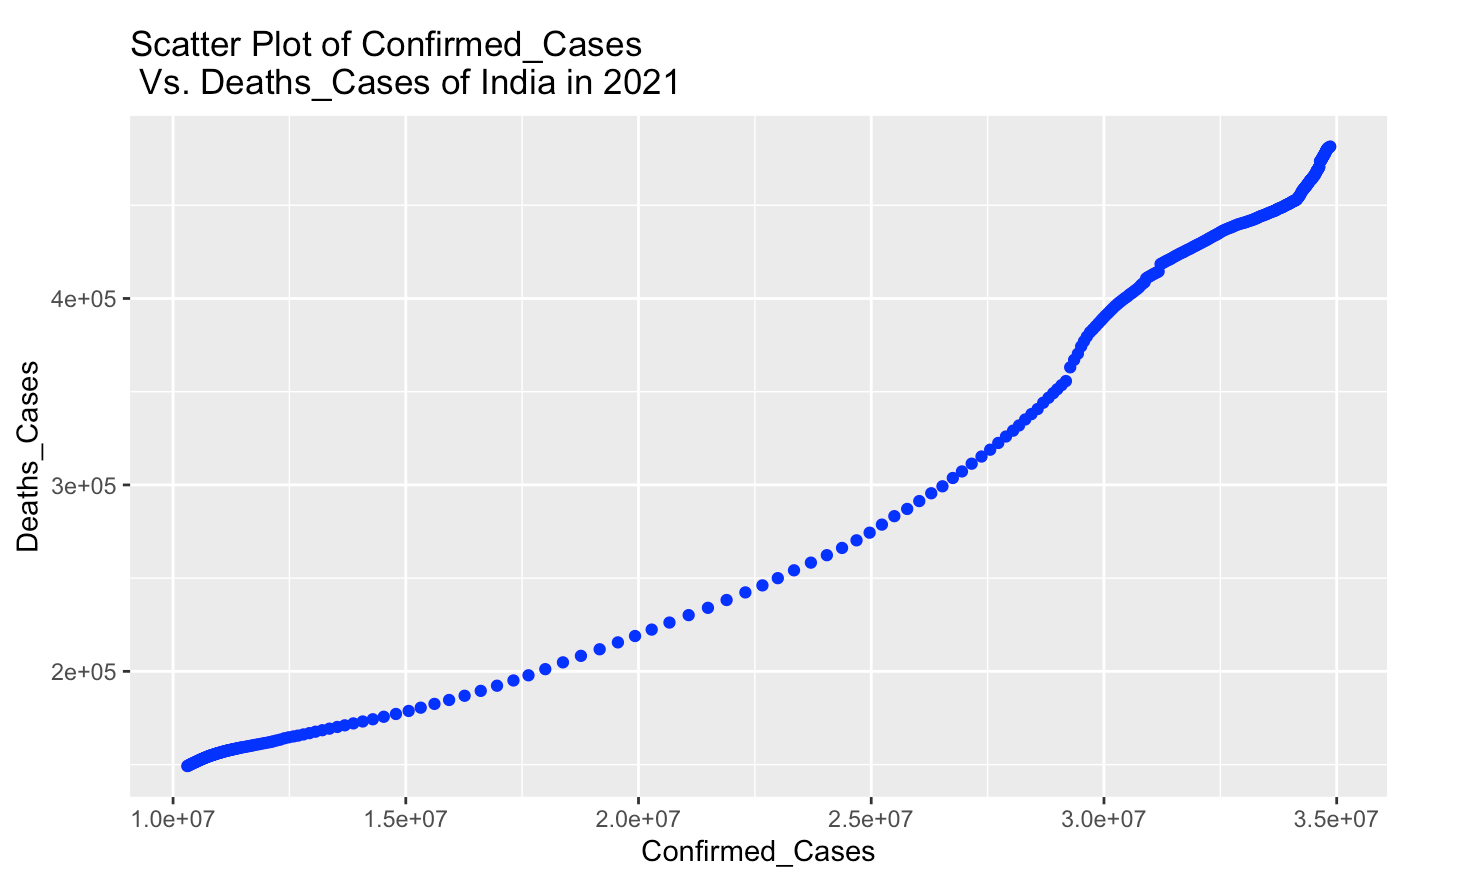 Scatter Plot of Confirmed_Cases
Vs. Deaths_Cases of India in 2021
Deaths_Cases
4e+05
3e+05
2e+05
1.0e+07 1.5e+07 2.0e+07 2.5e+07 3.0e+07 3.5e+07
Confirmed_Cases